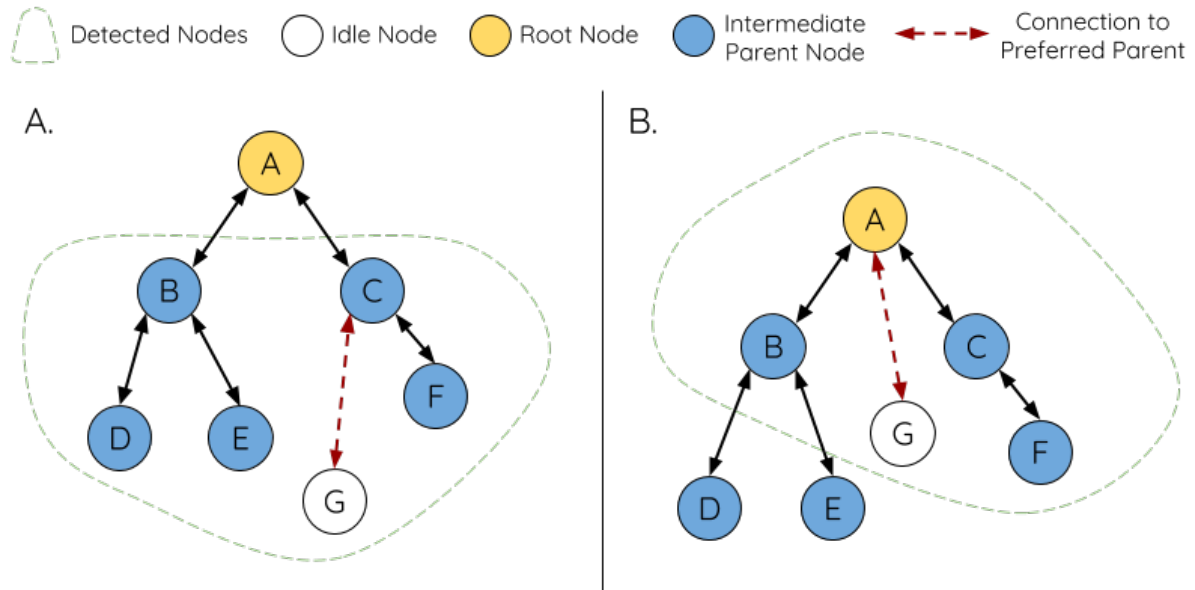 Detected Nodes
Idle Node
Root Node
Intermediate
Parent Node
Connection to
Preferred Parent
A.
A
B
C
D
E
F
G
B.
A
B
C
G
F
D
E